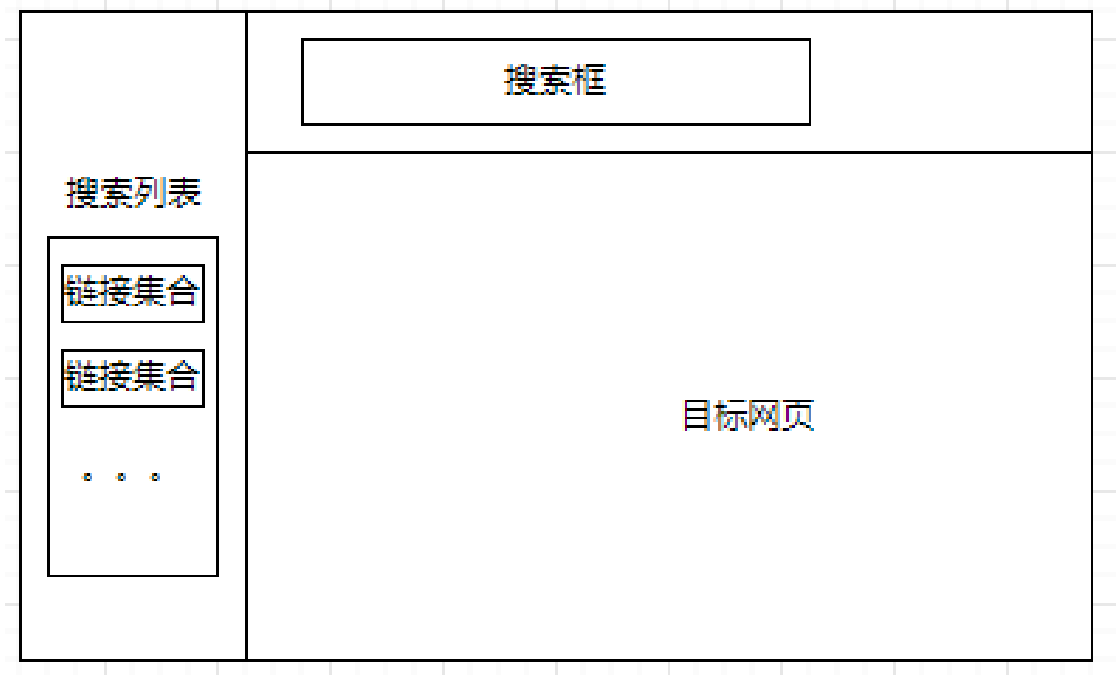 搜索框
搜索列表
链接集合
链接集合
。。。
目标网页